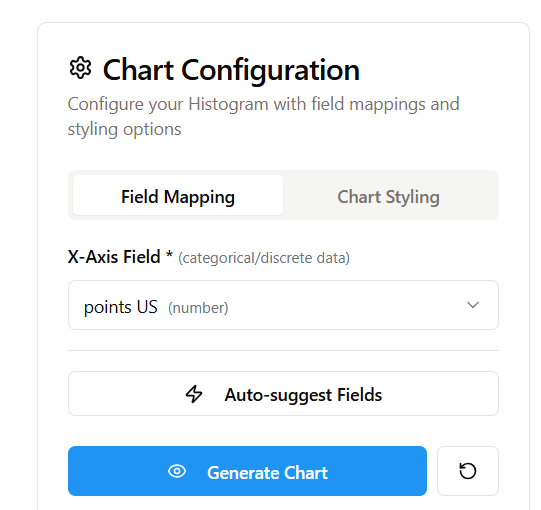 Chart Configuration
Configure your Histogram with field mappings and
styling options
Field Mapping
Chart Styling
X-Axis Field * (categorical/discrete data)
points US (number)
Auto-suggest Fields
Generate Chart